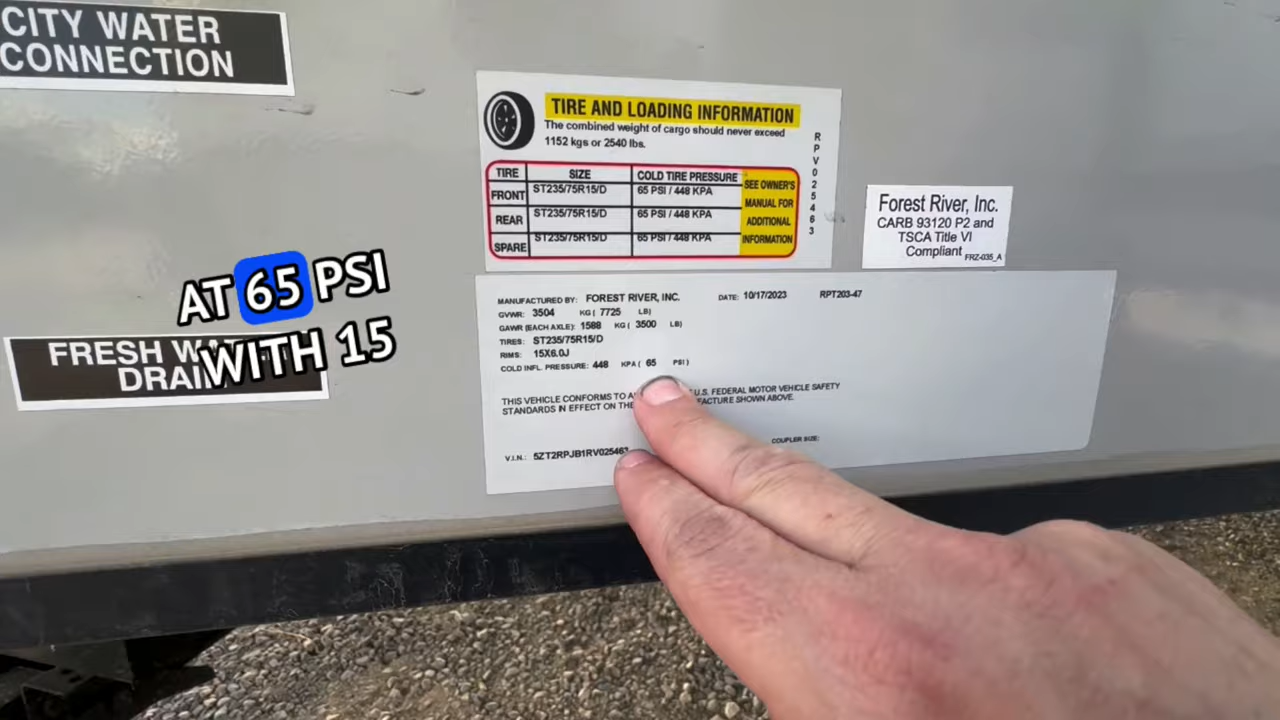 CITY WATER
CONNECTION
TIRE AND LOADING INFORMATION
The combined weight of cargo should never exceed
1152 kgs or 2540 lbs.
TIRE SIZE COLD TIRE PRESSURE
FRONT ST235/75R15/D 65 PSI / 448 KPA
REAR ST235/75R15/D 65 PSI / 448 KPA
SPARE ST235/75R15/D 65 PSI / 448 KPA
SEE OWNER'S
MANUAL FOR
ADDITIONAL
INFORMATION
RPV025463
Forest River, Inc.
CARB 93120 P2 and
TSCA Title VI
Compliant FRZ-035_A
MANUFACTURED BY: FOREST RIVER, INC. DATE: 10/17/2023 RPT203-47
GVWR: 3504 KG ( 7725 LB)
GAWR (EACH AXLE): 1588 KG ( 3500 LB)
TIRES: ST235/75R15/D
RIMS: 15X6.0J
COLD INFL. PRESSURE: 448 KPA ( 65 PSI )
THIS VEHICLE CONFORMS TO U.S. FEDERAL MOTOR VEHICLE SAFETY
STANDARDS IN EFFECT ON THE SHOWN ABOVE.
COUPLER SIZE:
V.I.N.: 5ZT2RPJB1RV025463
AT 65 PSI
WITH 15
FRESH